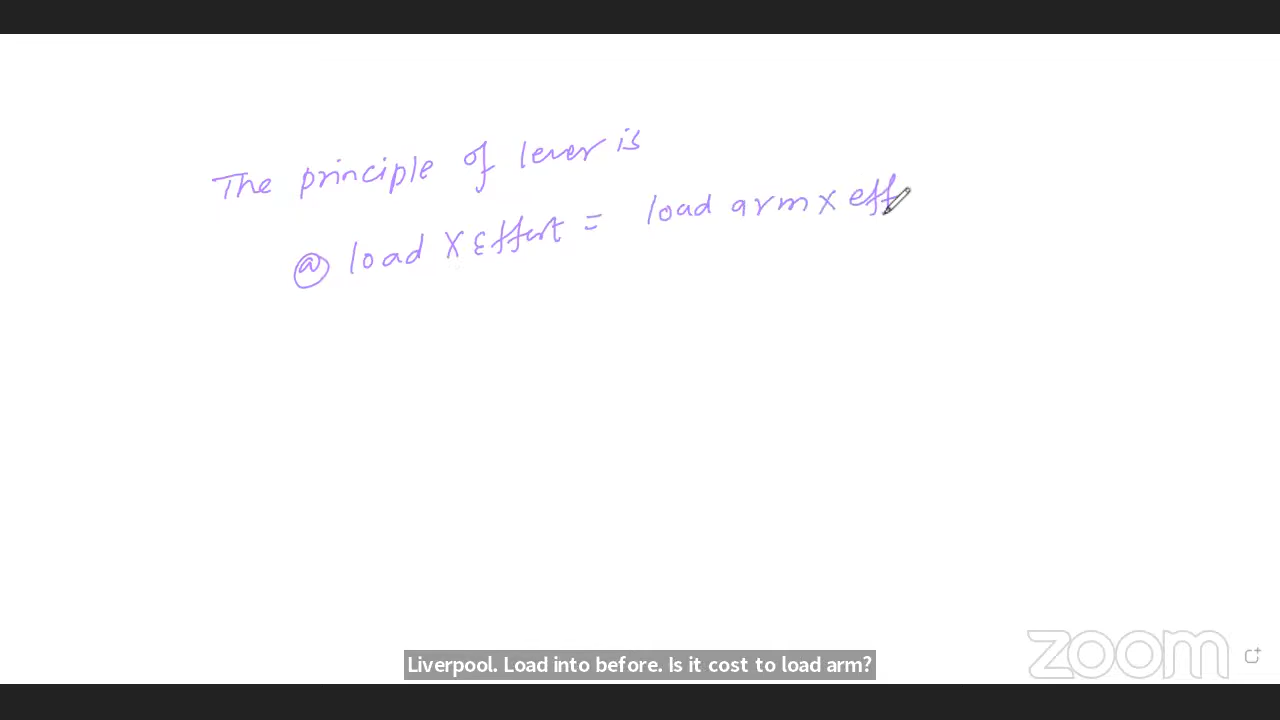 The principle of lever is
@ load X Effort = load arm X eff
Liverpool. Load into before. Is it cost to load arm?
zoom